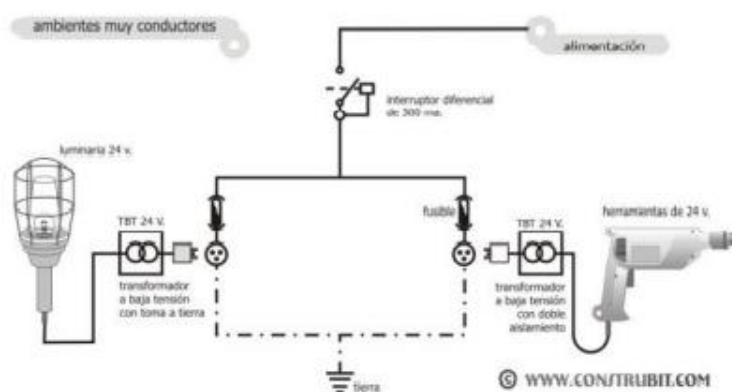 ambientes muy conductores
alimentación
interruptor diferencial
de 300 ma.
luminaria 24 v.
fusible
herramientas de 24 v.
TBT 24 V.
TBT 24 V.
transformador
a baja tensión
con toma a tierra
transformador
a baja tensión
con doble
aislamiento
tierra
© WWW.CONSTRUBIT.COM